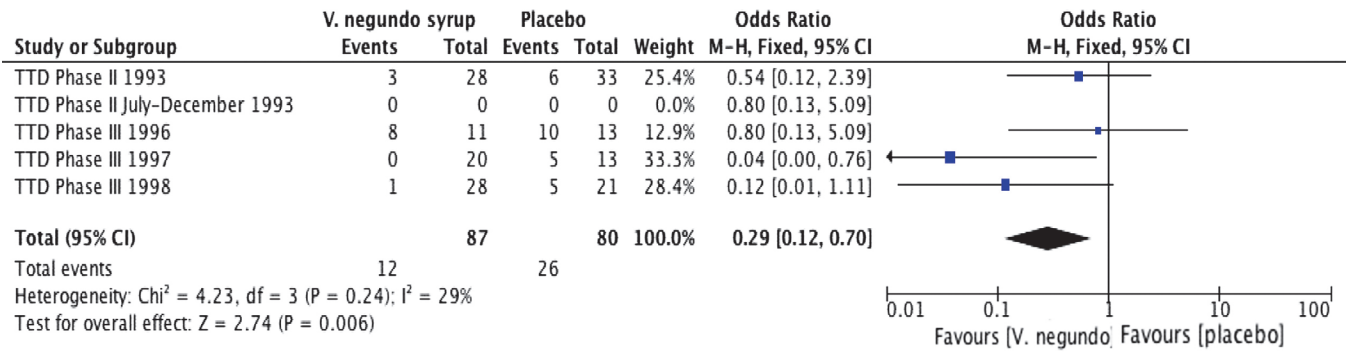 V. negundo syrup Placebo Odds Ratio Odds Ratio
Study or Subgroup Events Total Events Total Weight M-H, Fixed, 95% CI M-H, Fixed, 95% CI
TTD Phase II 1993 3 28 6 33 25.4% 0.54 [0.12, 2.39]
TTD Phase II July-December 1993 0 0 0 0 0.0% 0.80 [0.13, 5.09]
TTD Phase III 1996 8 11 10 13 12.9% 0.80 [0.13, 5.09]
TTD Phase III 1997 0 20 5 13 33.3% 0.04 [0.00, 0.76]
TTD Phase III 1998 1 28 5 21 28.4% 0.12 [0.01, 1.11]
Total (95% CI) 87 80 100.0% 0.29 [0.12, 0.70]
Total events 12 26
Heterogeneity: Chi² = 4.23, df = 3 (P = 0.24); I² = 29%
Test for overall effect: Z = 2.74 (P = 0.006)
0.01 0.1 1 10 100
Favours [V. negundo] Favours [placebo]